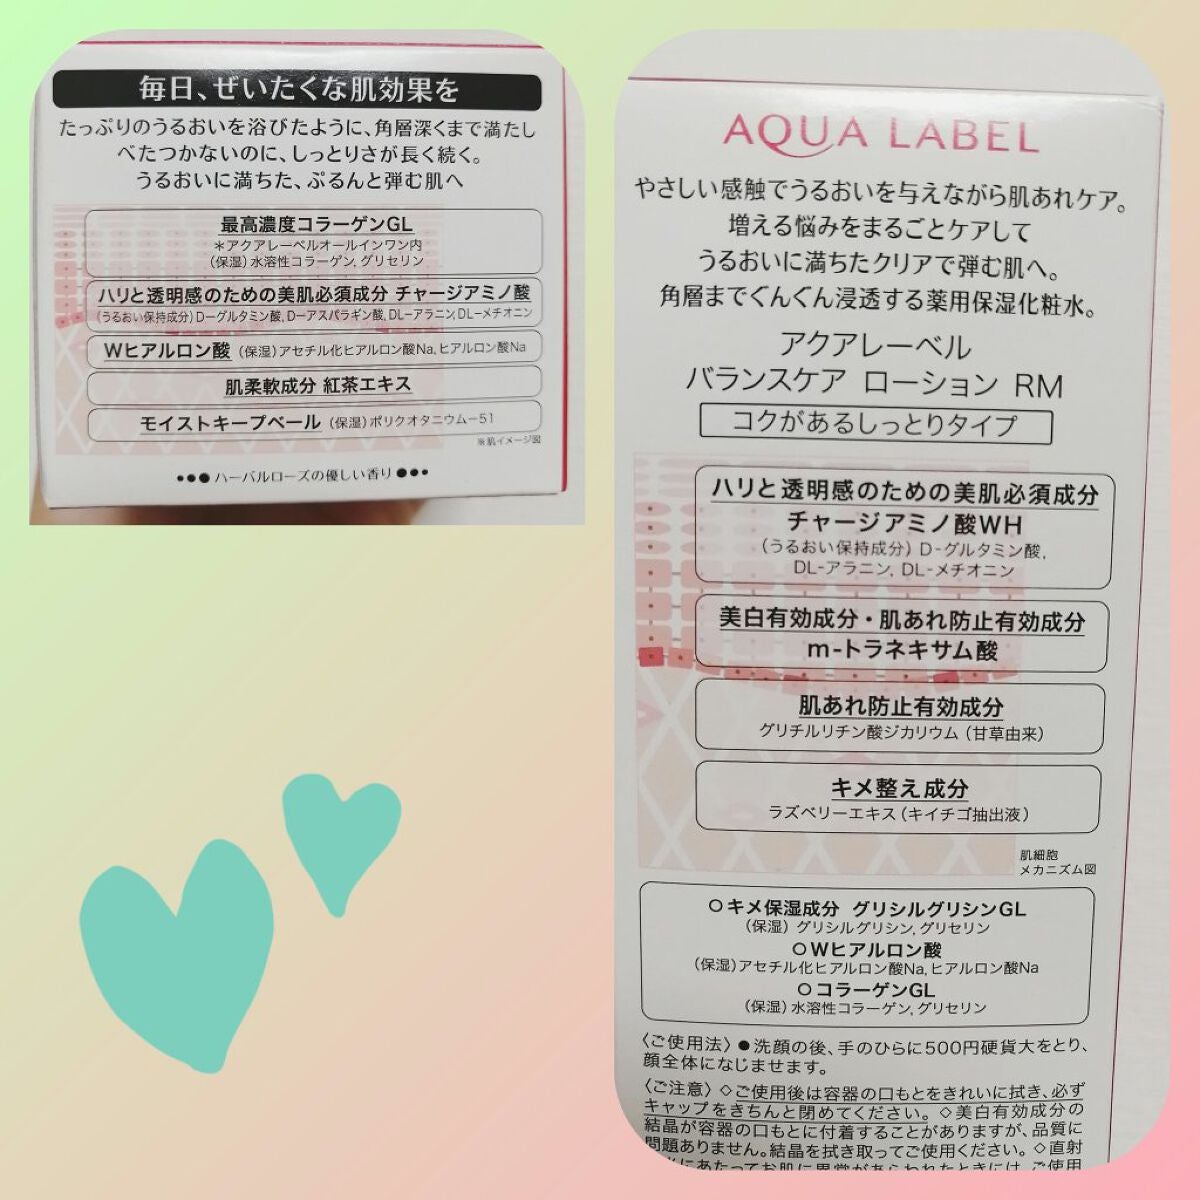 毎日、ぜいたくな肌効果を
たっぷりのうるおいを浴びたように、角層深くまで満たし
べたつかないのに、しっとりさが長く続く。
うるおいに満ちた、ぷるんと弾む肌へ
最高濃度コラーゲンGL
＊アクアレーベルオールインワン内
(保湿)水溶性コラーゲン,グリセリン
ハリと透明感のための美肌必須成分 チャージアミノ酸
(うるおい保持成分)D-グルタミン酸,D-アスパラギン酸,DL-アラニン,DL-メチオニン
Wヒアルロン酸 (保湿)アセチル化ヒアルロン酸Na,ヒアルロン酸Na
肌柔軟成分 紅茶エキス
モイストキープベール (保湿)ポリクオタニウム-51
※肌イメージ図
●●● ハーバルローズの優しい香り ●●●
AQUA LABEL
やさしい感触でうるおいを与えながら肌あれケア。
増える悩みをまるごとケアして
うるおいに満ちたクリアで弾む肌へ。
角層までぐんぐん浸透する薬用保湿化粧水。
アクアレーベル
バランスケア ローション RM
コクがあるしっとりタイプ
ハリと透明感のための美肌必須成分
チャージアミノ酸WH
(うるおい保持成分) D-グルタミン酸,
DL-アラニン, DL-メチオニン
美白有効成分・肌あれ防止有効成分
m-トラネキサム酸
肌あれ防止有効成分
グリチルリチン酸ジカリウム (甘草由来)
キメ整え成分
ラズベリーエキス(キイチゴ抽出液)
肌細胞
メカニズム図
○キメ保湿成分 グリシルグリシンGL
(保湿) グリシルグリシン,グリセリン
○Wヒアルロン酸
(保湿)アセチル化ヒアルロン酸Na,ヒアルロン酸Na
○コラーゲンGL
(保湿) 水溶性コラーゲン,グリセリン
〈ご使用法〉●洗顔の後、手のひらに500円硬貨大をとり、
顔全体になじませます。
〈ご注意〉◇ご使用後は容器の口もとをきれいに拭き、必ず
キャップをきちんと閉めてください。◇美白有効成分の
結晶が容器の口もとに付着することがありますが、品質に
問題ありません。結晶を拭き取ってご使用ください。◇直射
にあたってお肌に異常があらわれたときには、ご使用